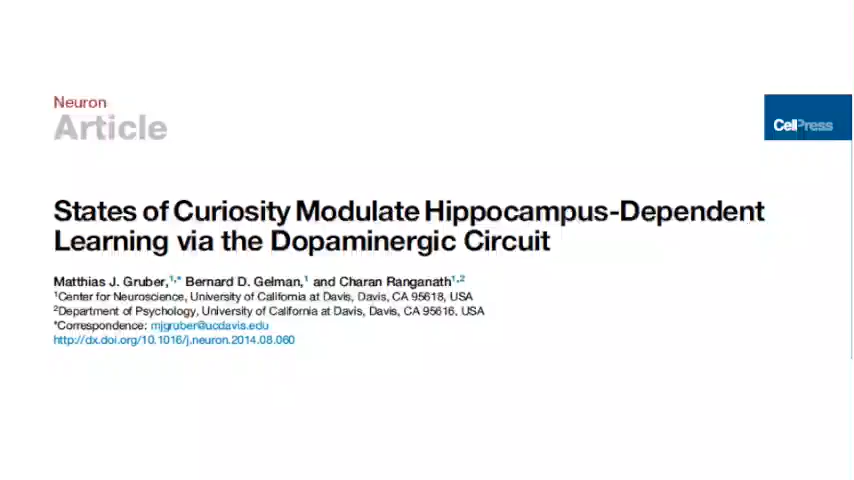 Neuron
Article
CellPress
States of Curiosity Modulate Hippocampus-Dependent
Learning via the Dopaminergic Circuit
Matthias J. Gruber,1,* Bernard D. Gelman,1 and Charan Ranganath1,2
1Center for Neuroscience, University of California at Davis, Davis, CA 95618, USA
2Department of Psychology, University of California at Davis, Davis, CA 95616, USA
*Correspondence: mjgruber@ucdavis.edu
http://dx.doi.org/10.1016/j.neuron.2014.08.060